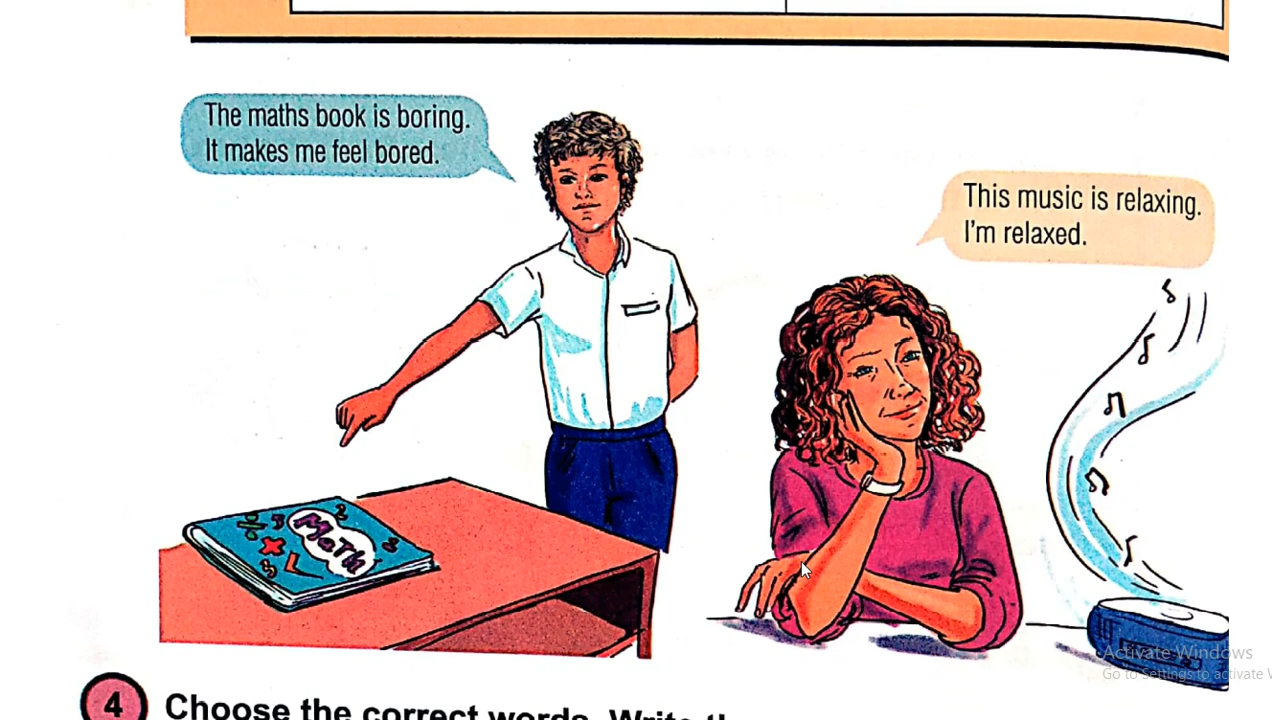 The maths book is boring.
It makes me feel bored.
This music is relaxing.
I'm relaxed.
MaTh
4 Choose the correct words. Write
Activate Windows
Go to Settings to activate